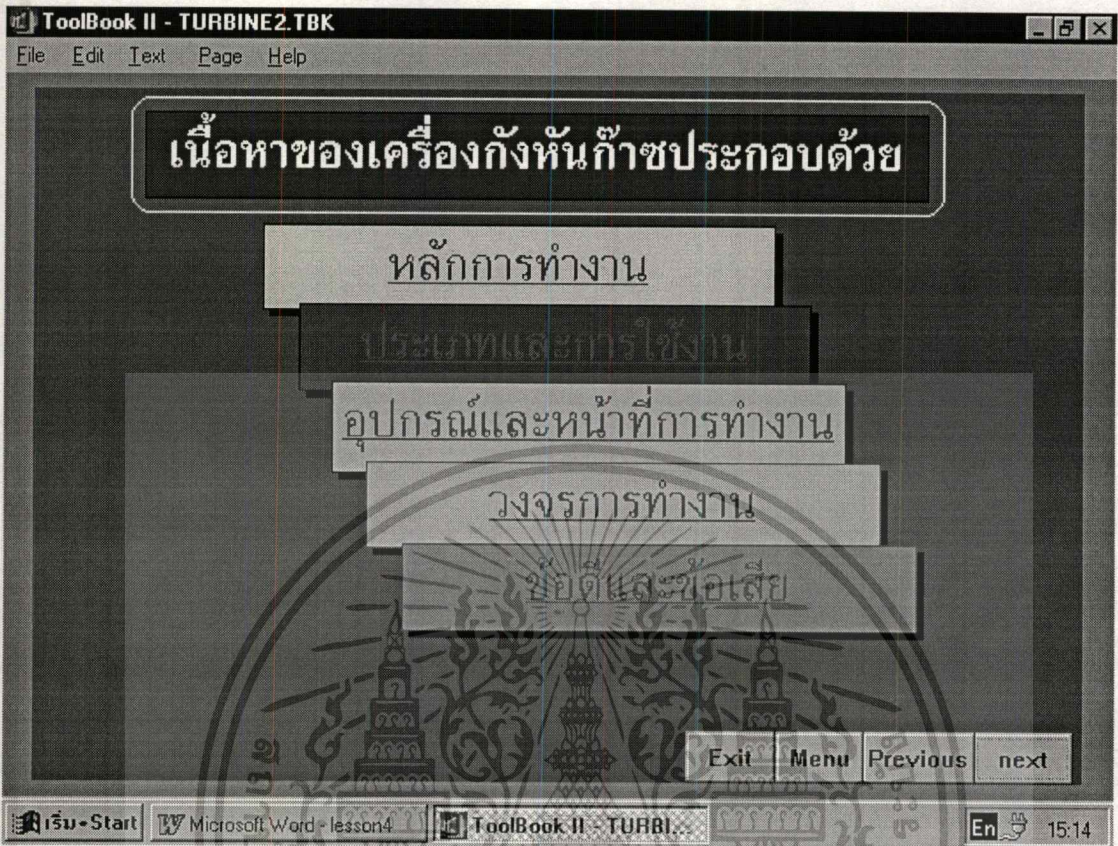 ToolBook II - TURBINE2.TBK
File Edit Text Page Help
เนื้อหาของเครื่องกังหันก๊าซประกอบด้วย
หลักการทำงาน
ประเภทและการใช้งาน
อุปกรณ์และหน้าที่การทำงาน
วงจรการทำงาน
ข้อดีและข้อเสีย
Exit Menu Previous next
เริ่ม-Start Microsoft Word - lesson4 ToolBook II - TURBI... En 15:14